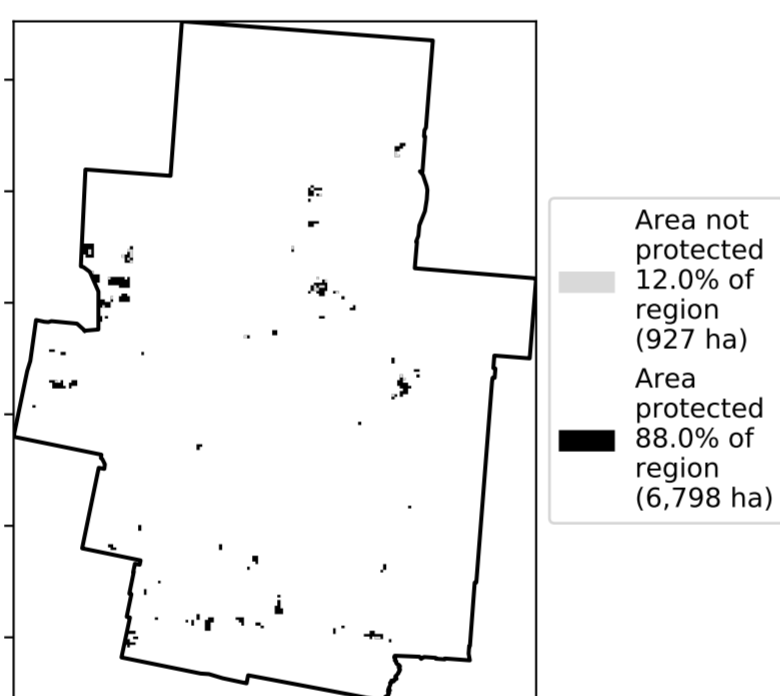 Area not
protected
12.0% of
region
(927 ha)
Area
protected
88.0% of
region
(6,798 ha)